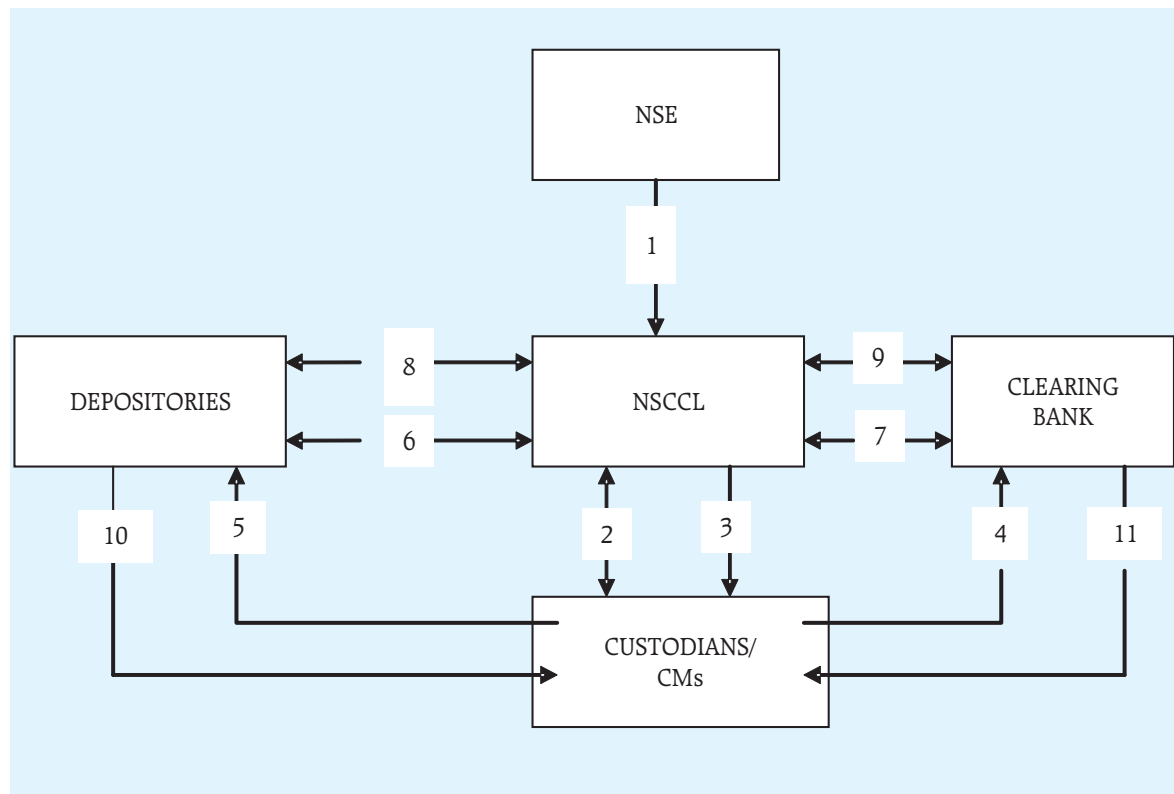 NSE
1
8
9
DEPOSITORIES
NSCCL
CLEARING
BANK
6
7
10
5
2
3
4
11
CUSTODIANS/
CMs